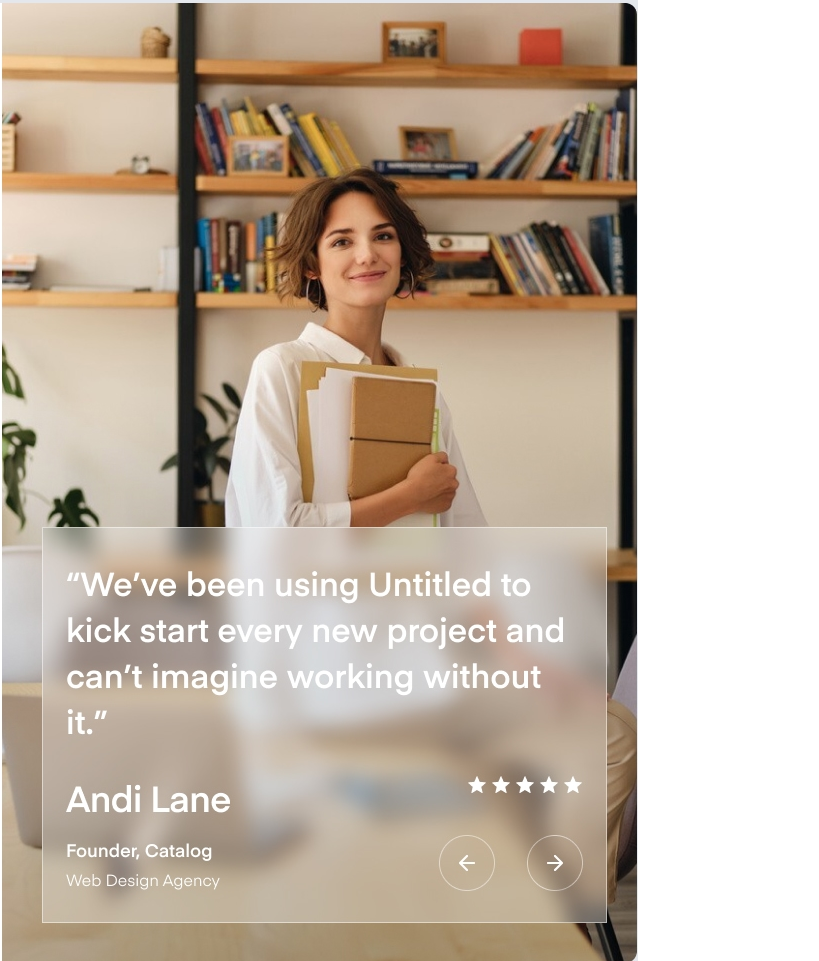 “We’ve been using Untitled to
kick start every new project and
can’t imagine working without
it.”
Andi Lane
Founder, Catalog
Web Design Agency